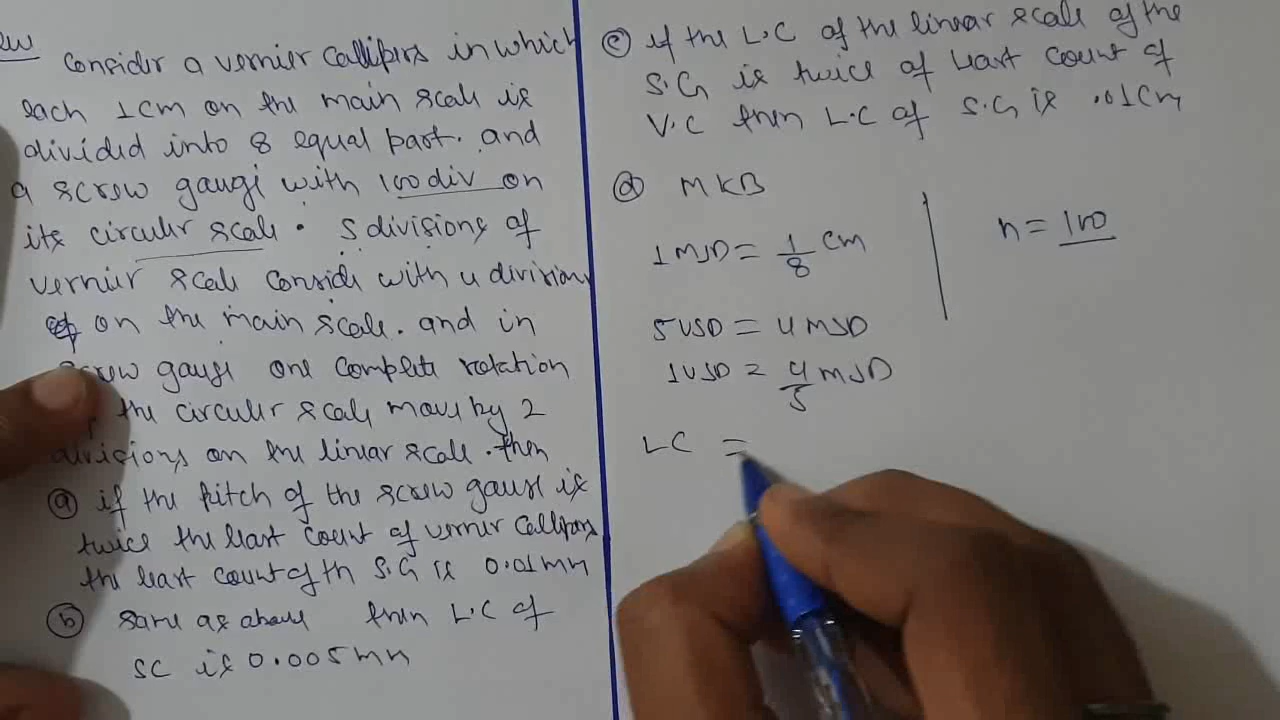 Consider a vernier callipers in which
each 1cm on the main scale is
divided into 8 equal part. and
a screw gauge with 100 div on
its circular scale. 5 divisions of
vernier scale conside with 4 divisions
on the main scale. and in
screw gauge one complete rotation
the circular scale move by 2
divisions on the linear scale. then
(a) if the pitch of the screw gause is
twice the least count of verner callipers
the least count of th S.G is 0.01mm
(b) same as above then L.C of
SC is 0.005mm
(c) if the L.C of the linear scale of the
S.G is twice of least count of
V.C then L.C of S.G is .01cm
(d) MKB
1MSD = 1/8 cm
5VSD = 4MSD
1VSD = 4/5 MSD
LC =
n = 100